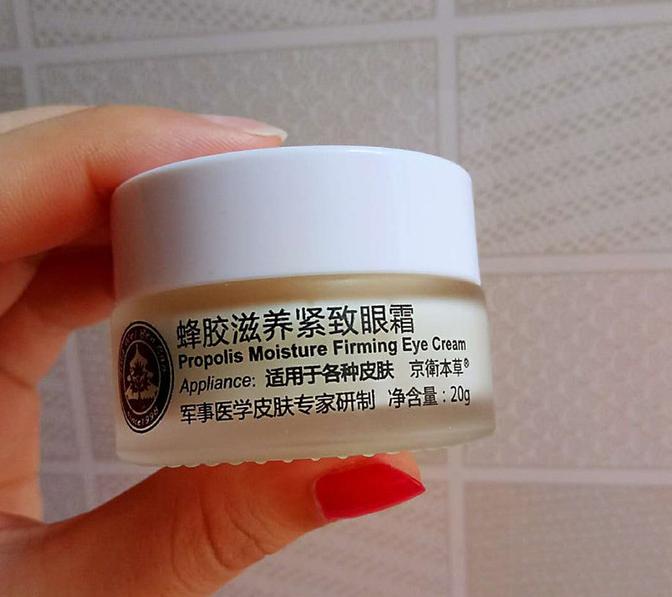 蜂胶滋养紧致眼霜
Propolis Moisture Firming Eye Cream
Appliance: 适用于各种皮肤 京衛本草®
军事医学皮肤专家研制 净含量：20g
Since1998